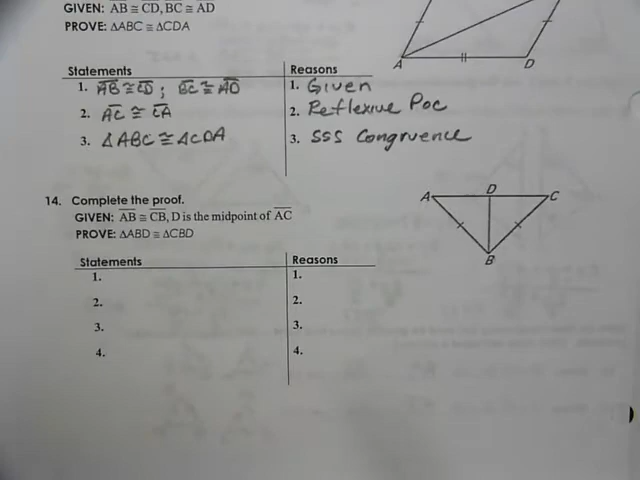 GIVEN: AB ≅ CD, BC ≅ AD
PROVE: ΔABC ≅ ΔCDA
A
D
Statements Reasons
1. AB ≅ CD ; BC ≅ AD 1. Given
2. AC ≅ CA 2. Reflexive Poc
3. Δ ABC ≅ ΔCDA 3. SSS Congruence
14. Complete the proof.
GIVEN: AB ≅ CB, D is the midpoint of AC
PROVE: ΔABD ≅ ΔCBD
A D C
B
Statements Reasons
1. 1.
2. 2.
3. 3.
4. 4.